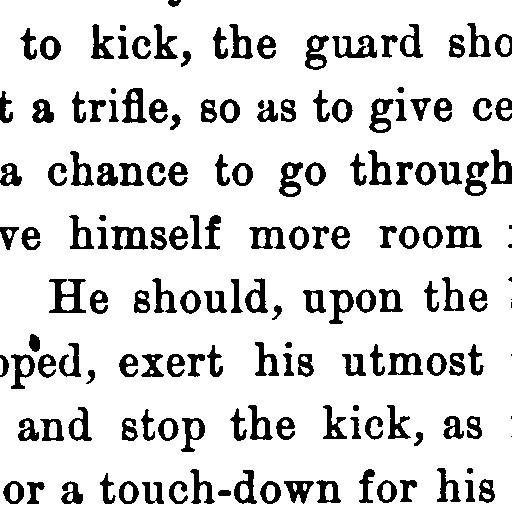 to kick, the guard sho
t a trifle, so as to give ce
a chance to go through
ve himself more room
He should, upon the
pped, exert his utmost
and stop the kick, as
or a touch-down for his